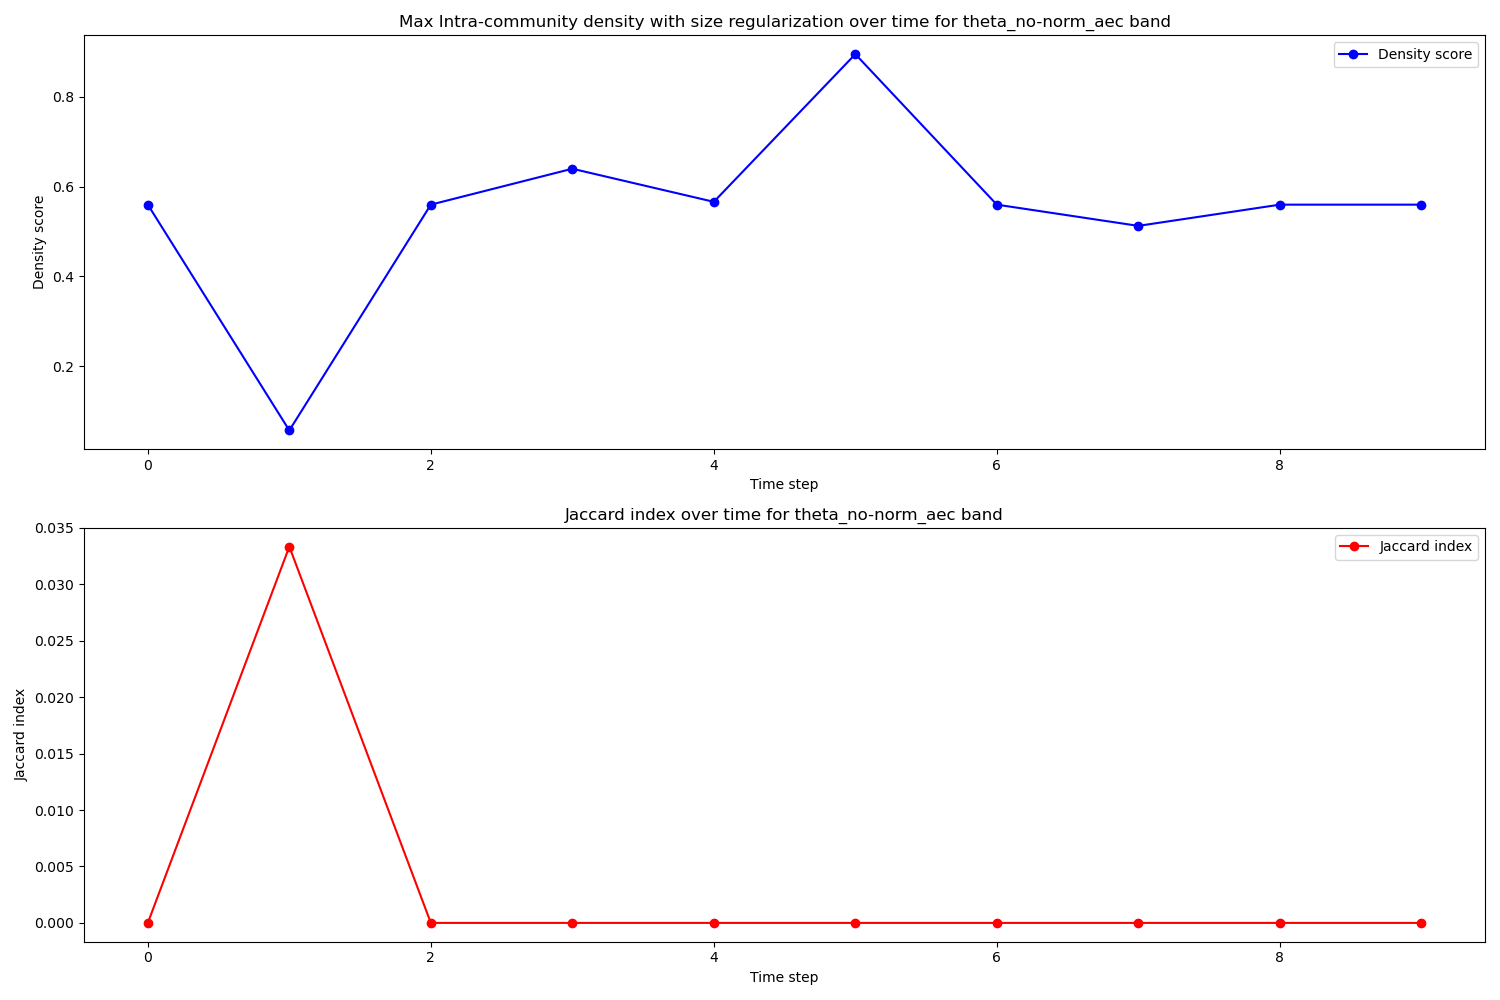 Max Intra-community density with size regularization over time for theta_no-norm_aec band
Density score
0.8
0.6
0.4
0.2
Density score
0 2 4 6 8
Time step
Jaccard index over time for theta_no-norm_aec band
Jaccard index
0.035
0.030
0.025
0.020
0.015
0.010
0.005
0.000
Jaccard index
0 2 4 6 8
Time step